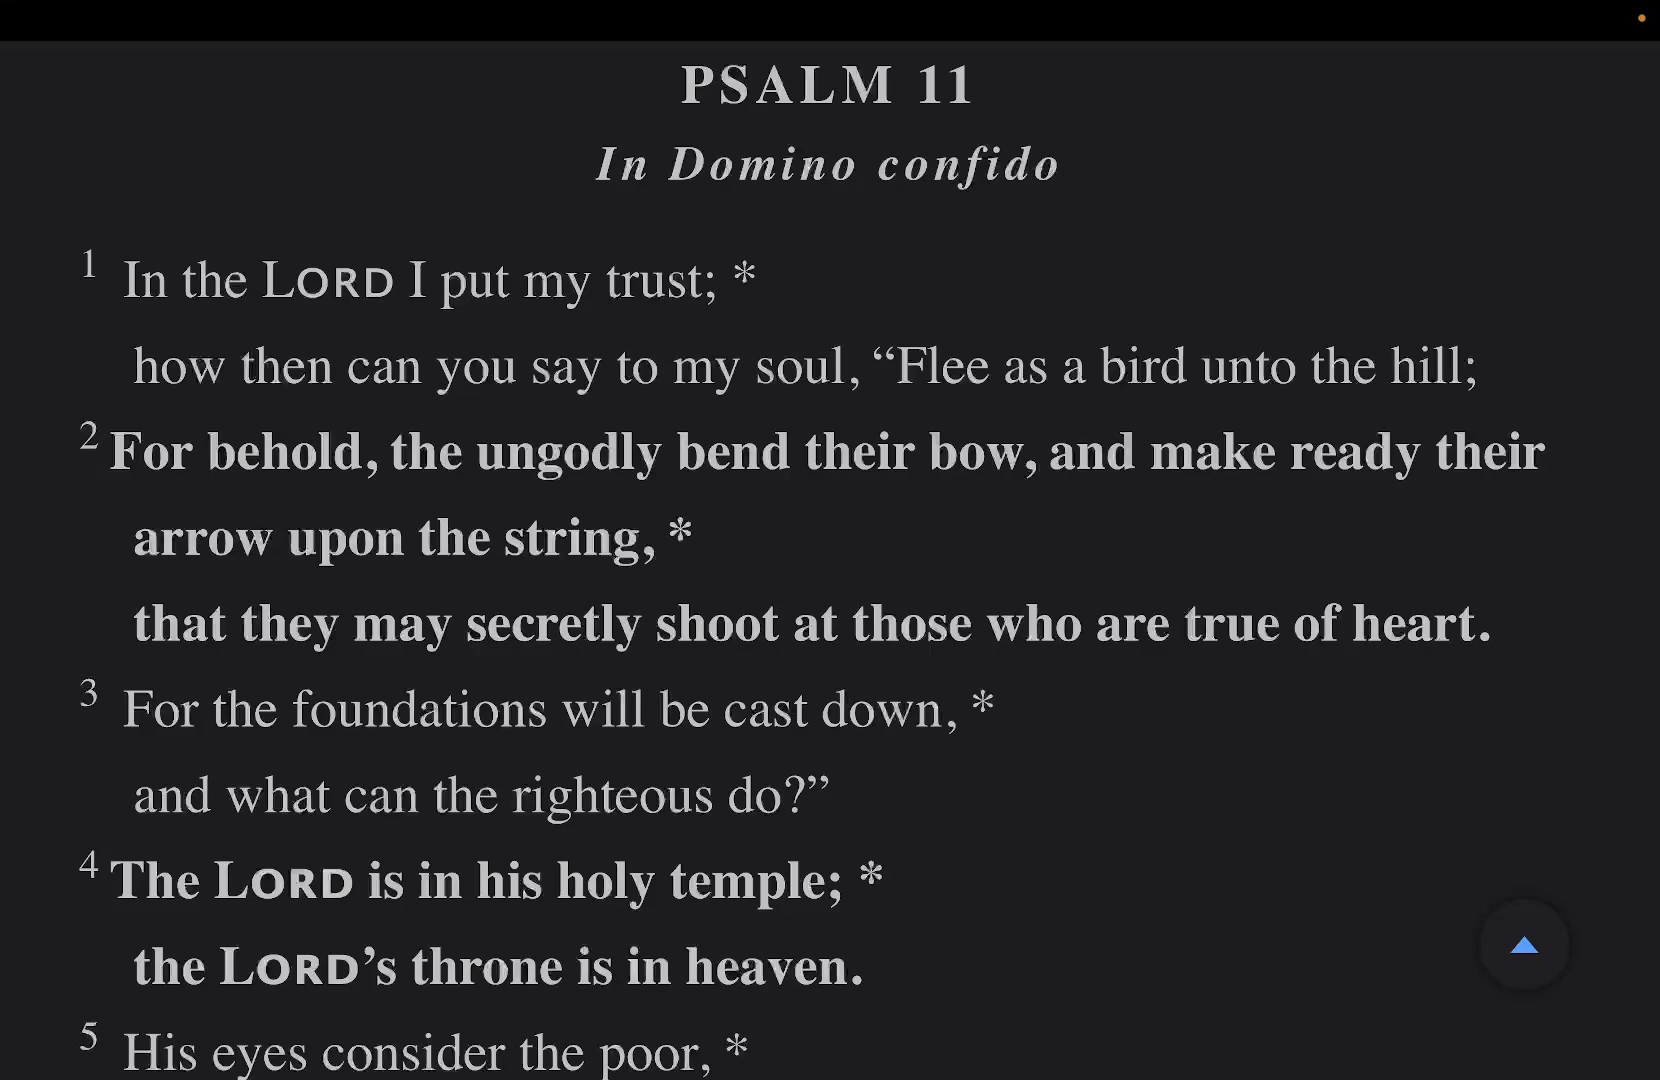 PSALM 11
In Domino confido
1 In the LORD I put my trust; *
how then can you say to my soul, “Flee as a bird unto the hill;
2 For behold, the ungodly bend their bow, and make ready their
arrow upon the string, *
that they may secretly shoot at those who are true of heart.
3 For the foundations will be cast down, *
and what can the righteous do?”
4 The LORD is in his holy temple; *
the LORD’s throne is in heaven.
5 His eyes consider the poor, *